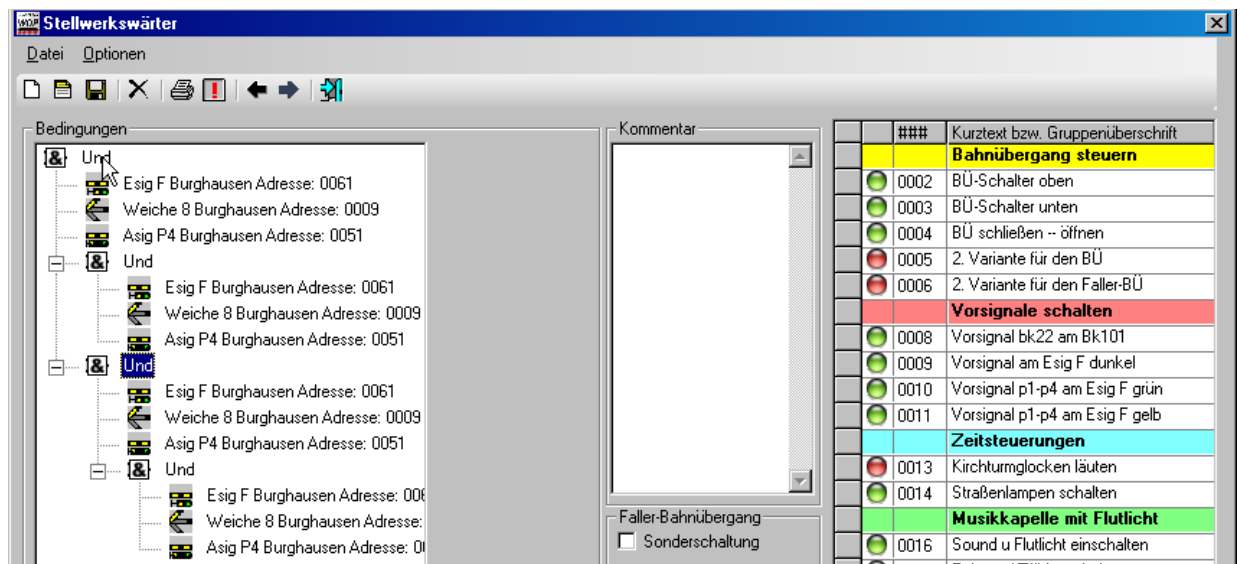 Stellwerkswärter
Datei Optionen
Bedingungen
Und
Esig F Burghausen Adresse: 0061
Weiche 8 Burghausen Adresse: 0009
Asig P4 Burghausen Adresse: 0051
Und
Esig F Burghausen Adresse: 0061
Weiche 8 Burghausen Adresse: 0009
Asig P4 Burghausen Adresse: 0051
Und
Esig F Burghausen Adresse: 0061
Weiche 8 Burghausen Adresse: 0009
Asig P4 Burghausen Adresse: 0051
Und
Esig F Burghausen Adresse:
Weiche 8 Burghausen Adresse:
Asig P4 Burghausen Adresse:
Kommentar
Faller-Bahnübergang
Sonderschaltung
### Kurztext bzw. Gruppenüberschrift
Bahnübergang steuern
0002 BÜ-Schalter oben
0003 BÜ-Schalter unten
0004 BÜ schließen -- öffnen
0005 2. Variante für den BÜ
0006 2. Variante für den Faller-BÜ
Vorsignale schalten
0008 Vorsignal bk22 am Bk101
0009 Vorsignal am Esig F dunkel
0010 Vorsignal p1-p4 am Esig F grün
0011 Vorsignal p1-p4 am Esig F gelb
Zeitsteuerungen
0013 Kirchturmglocken läuten
0014 Straßenlampen schalten
Musikkapelle mit Flutlicht
0016 Sound u Flutlicht einschalten